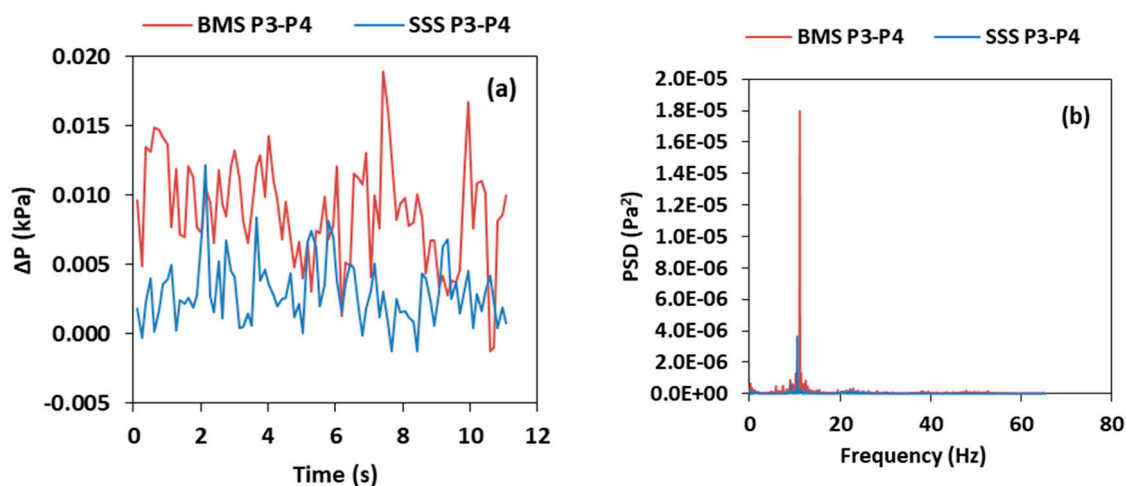 BMS P3-P4 SSS P3-P4
(a)
0.020
0.015
0.010
0.005
0.000
-0.005
ΔP (kPa)
0 2 4 6 8 10 12
Time (s)
BMS P3-P4 SSS P3-P4
(b)
2.0E-05
1.8E-05
1.6E-05
1.4E-05
1.2E-05
1.0E-05
8.0E-06
6.0E-06
4.0E-06
2.0E-06
0.0E+00
PSD (Pa²)
0 20 40 60 80
Frequency (Hz)